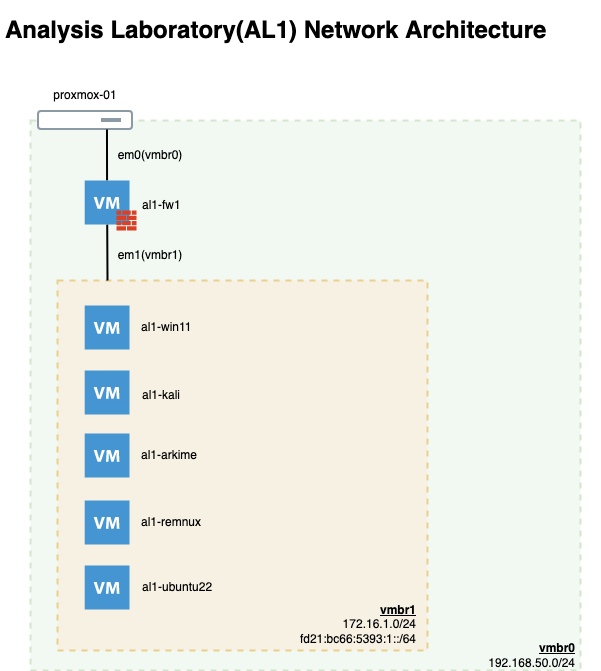 Analysis Laboratory(AL1) Network Architecture
proxmox-01
em0(vmbr0)
VM
al1-fw1
em1(vmbr1)
VM
al1-win11
VM
al1-kali
VM
al1-arkime
VM
al1-remnux
VM
al1-ubuntu22
vmbr1
172.16.1.0/24
fd21:bc66:5393:1::/64
vmbr0
192.168.50.0/24